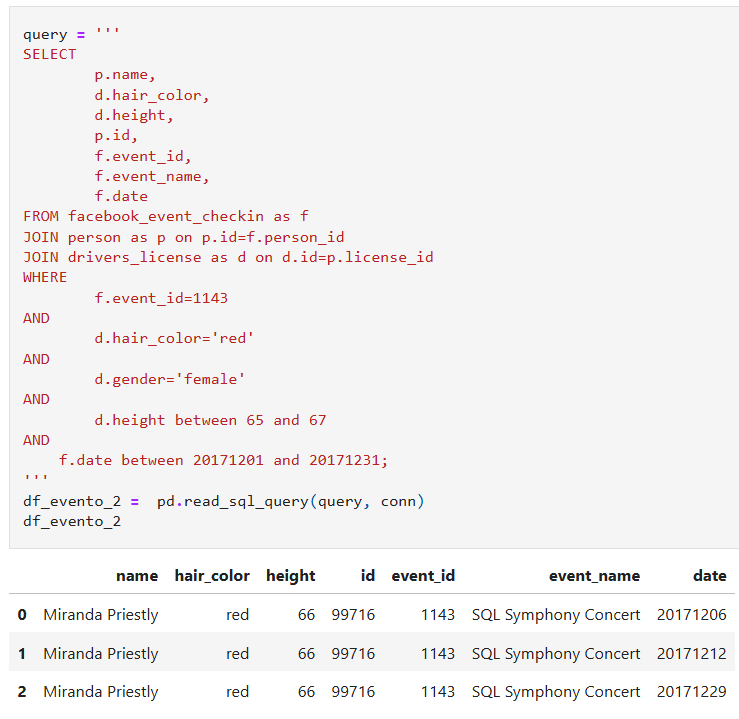 query = '''
SELECT
        p.name,
        d.hair_color,
        d.height,
        p.id,
        f.event_id,
        f.event_name,
        f.date
FROM facebook_event_checkin as f
JOIN person as p on p.id=f.person_id
JOIN drivers_license as d on d.id=p.license_id
WHERE
        f.event_id=1143
AND
        d.hair_color='red'
AND
        d.gender='female'
AND
        d.height between 65 and 67
AND
    f.date between 20171201 and 20171231;
'''
df_evento_2 =  pd.read_sql_query(query, conn)
df_evento_2
name hair_color height id event_id event_name date
0 Miranda Priestly red 66 99716 1143 SQL Symphony Concert 20171206
1 Miranda Priestly red 66 99716 1143 SQL Symphony Concert 20171212
2 Miranda Priestly red 66 99716 1143 SQL Symphony Concert 20171229